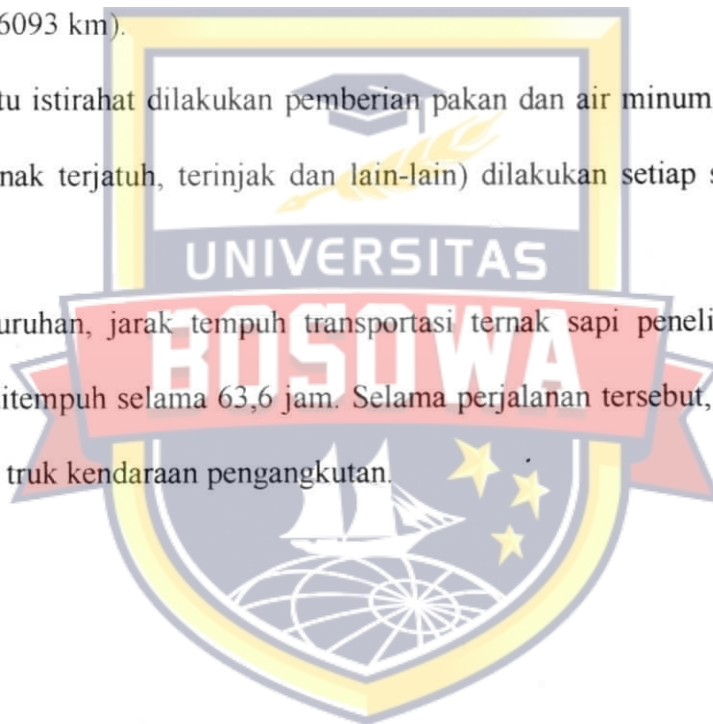 6093 km).
tu istirahat dilakukan pemberian pakan dan air minum
nak terjatuh, terinjak dan lain-lain) dilakukan setiap s
UNIVERSITAS
uruhan, jarak tempuh transportasi ternak sapi peneli
BOSOWA
itempuh selama 63,6 jam. Selama perjalanan tersebut,
truk kendaraan pengangkutan.